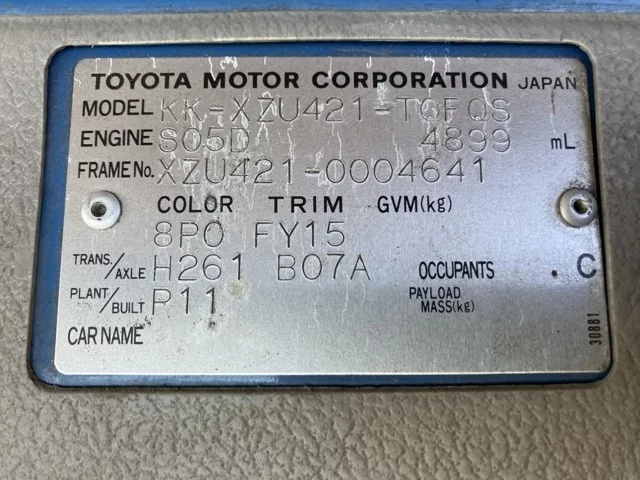 TOYOTA MOTOR CORPORATION JAPAN
MODEL KK-XZU421-TQFQS
ENGINE S05D 4899 mL
FRAME No. XZU421-0004641
COLOR TRIM GVM(kg)
8P0 FY15
TRANS./AXLE H261 B07A OCCUPANTS . C
PLANT/BUILT P11 PAYLOAD MASS(kg)
CAR NAME
30881